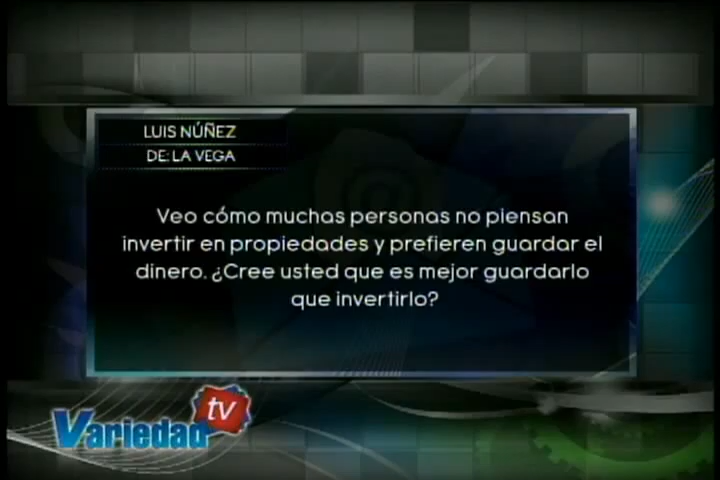 LUIS NÚÑEZ
DE: LA VEGA
Veo cómo muchas personas no piensan
invertir en propiedades y prefieren guardar el
dinero. ¿Cree usted que es mejor guardarlo
que invertirlo?
Variedad
tv